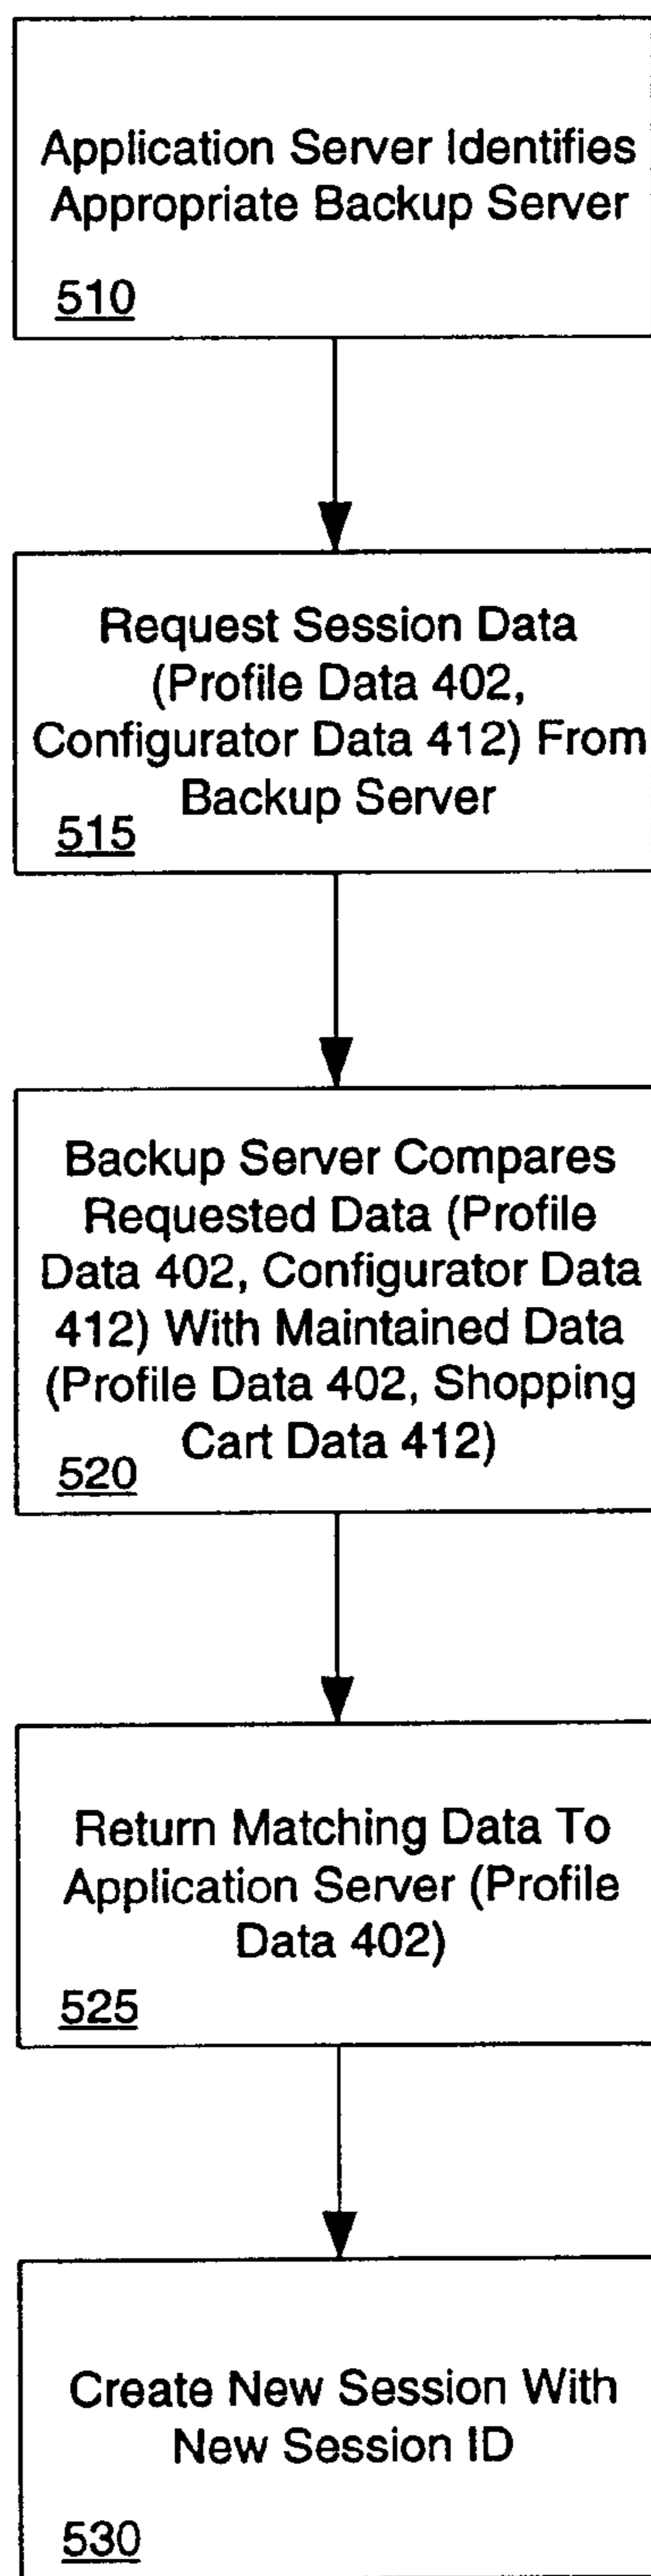 Application Server Identifies
Appropriate Backup Server
510
Request Session Data
(Profile Data 402,
Configurator Data 412) From
Backup Server
515
Backup Server Compares
Requested Data (Profile
Data 402, Configurator Data
412) With Maintained Data
(Profile Data 402, Shopping
Cart Data 412)
520
Return Matching Data To
Application Server (Profile
Data 402)
525
Create New Session With
New Session ID
530